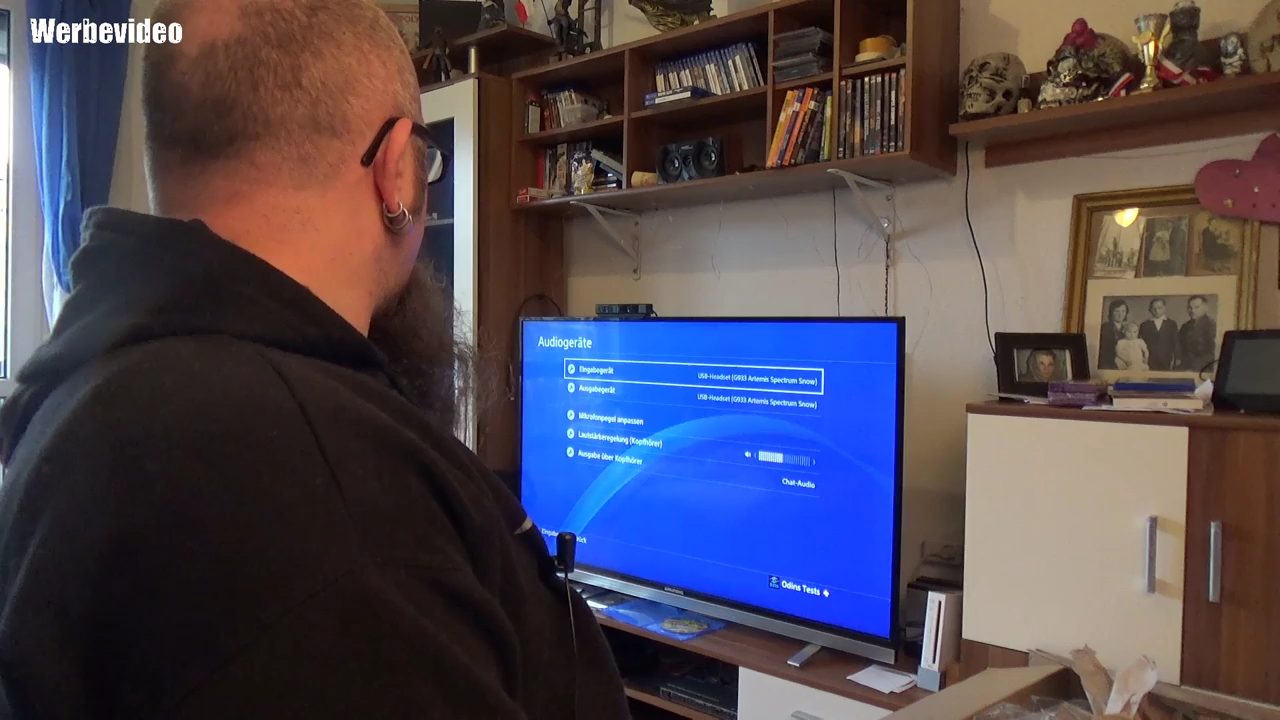 Werbevideo
Audiogeräte
Eingabegerät USB-Headset (G933 Artemis Spectrum Snow)
Ausgabegerät USB-Headset (G933 Artemis Spectrum Snow)
Mikrofonpegel anpassen
Lautstärkeregelung (Kopfhörer)
Ausgabe über Kopfhörer Chat-Audio
Odins Tests
GRUNDIG